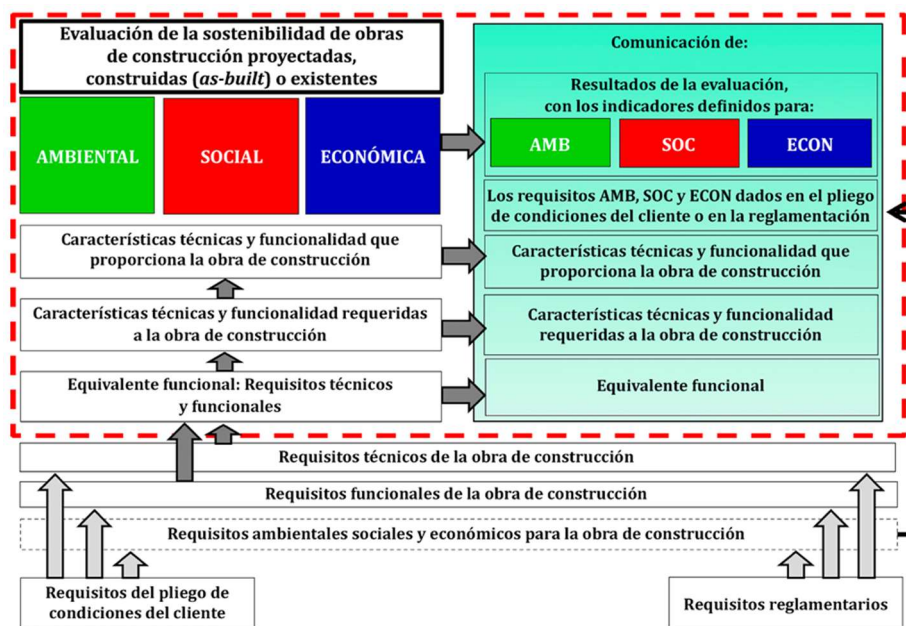 Evaluación de la sostenibilidad de obras
de construcción proyectadas,
construidas (as-built) o existentes
AMBIENTAL
SOCIAL
ECONÓMICA
Características técnicas y funcionalidad que
proporciona la obra de construcción
Características técnicas y funcionalidad requeridas
a la obra de construcción
Equivalente funcional: Requisitos técnicos
y funcionales
Comunicación de:
Resultados de la evaluación,
con los indicadores definidos para:
AMB
SOC
ECON
Los requisitos AMB, SOC y ECON dados en el pliego
de condiciones del cliente o en la reglamentación
Características técnicas y funcionalidad que
proporciona la obra de construcción
Características técnicas y funcionalidad
requeridas a la obra de construcción
Equivalente funcional
Requisitos técnicos de la obra de construcción
Requisitos funcionales de la obra de construcción
Requisitos ambientales sociales y económicos para la obra de construcción
Requisitos del pliego de
condiciones del cliente
Requisitos reglamentarios